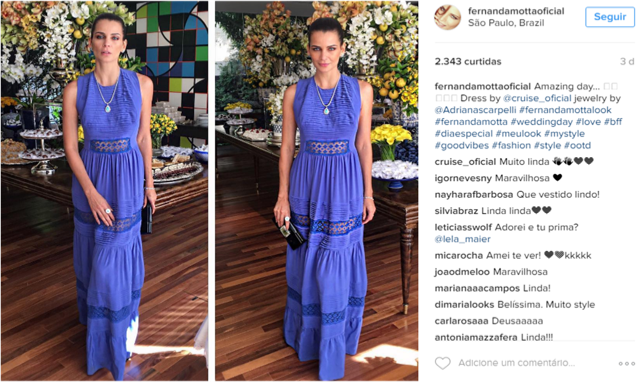 fernandamottaoficial
São Paulo, Brazil
Seguir
2.343 curtidas
3 d
fernandamottaoficial Amazing day...
Dress by @cruise_oficial jewelry by
@Adrianascarpelli #fernandamottalook
#fernandamotta #weddingday #love #bff
#diaespecial #meulook #mystyle
#goodvibes #fashion #style #ootd
cruise_oficial Muito linda
igornevesny Maravilhosa
nayharafbarbosa Que vestido lindo!
silviabraz Linda linda
leticiasswolf Adorei e tu prima?
@lela_maier
micarocha Amei te ver! kkkkk
joaodmeloo Maravilhosa
marianaaacampos Linda!
dimarialooks Belíssima. Muito style
carlarosaaa Deusaaaaa
antoniamazzafera Linda!!!
Adicione um comentário...